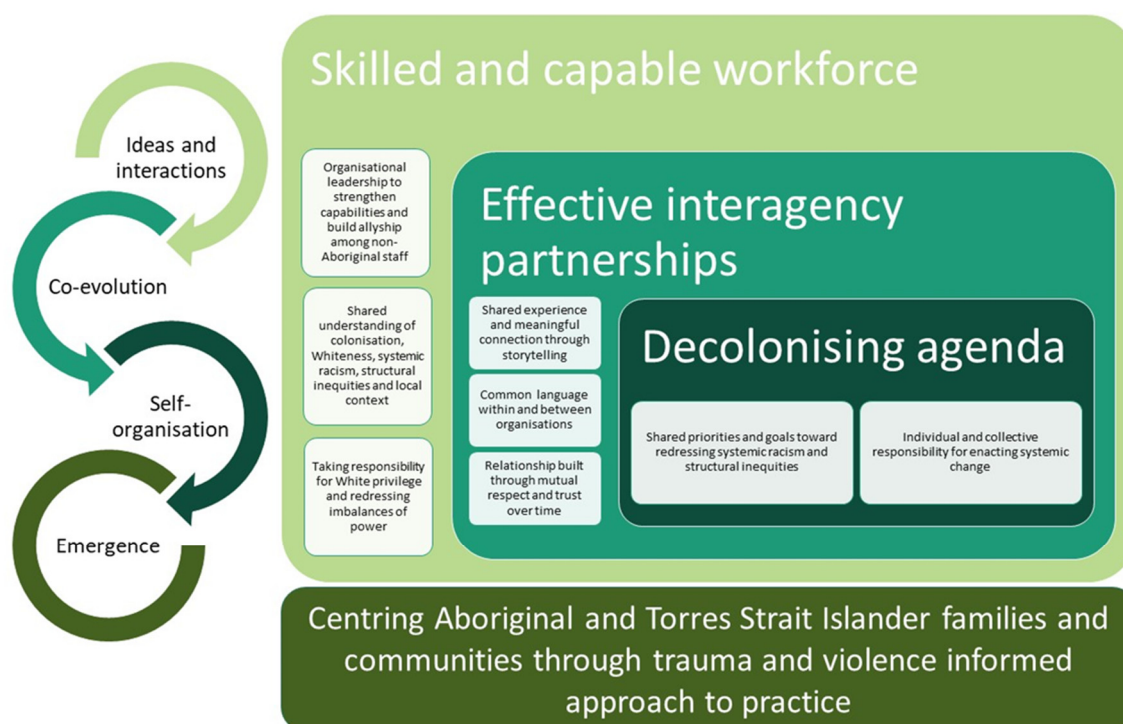 Ideas and
interactions
Co-evolution
Self-
organisation
Emergence
Skilled and capable workforce
Organisational
leadership to
strengthen
capabilities and
build allyship
among non-
Aboriginal staff
Shared
understanding of
colonisation,
Whiteness, systemic
racism, structural
inequities and local
context
Taking responsibility
for White privilege
and redressing
imbalances of
power
Effective interagency
partnerships
Shared experience
and meaningful
connection through
storytelling
Common language
within and between
organisations
Relationship built
through mutual
respect and trust
over time
Decolonising agenda
Shared priorities and goals toward
redressing systemic racism and
structural inequities
Individual and collective
responsibility for enacting systemic
change
Centring Aboriginal and Torres Strait Islander families and
communities through trauma and violence informed
approach to practice